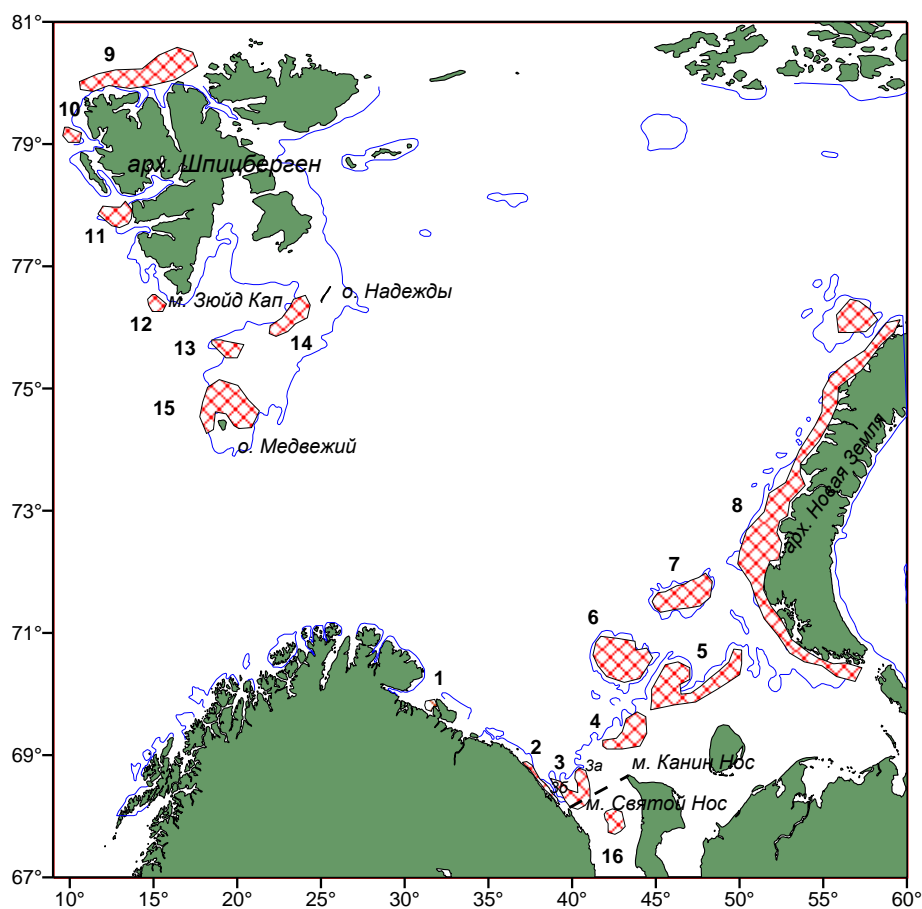 81°
9
10
79°
арх. Шпицберген
11
77°
о. Надежды
м. Зюйд Кап
12
14
13
75°
15
о. Медвежий
арх. Новая Земля
73°
8
7
6
71°
5
1
4
69°
2
3
3а
м. Канин Нос
3б
м. Святой Нос
16
67°
10° 15° 20° 25° 30° 35° 40° 45° 50° 55° 60°